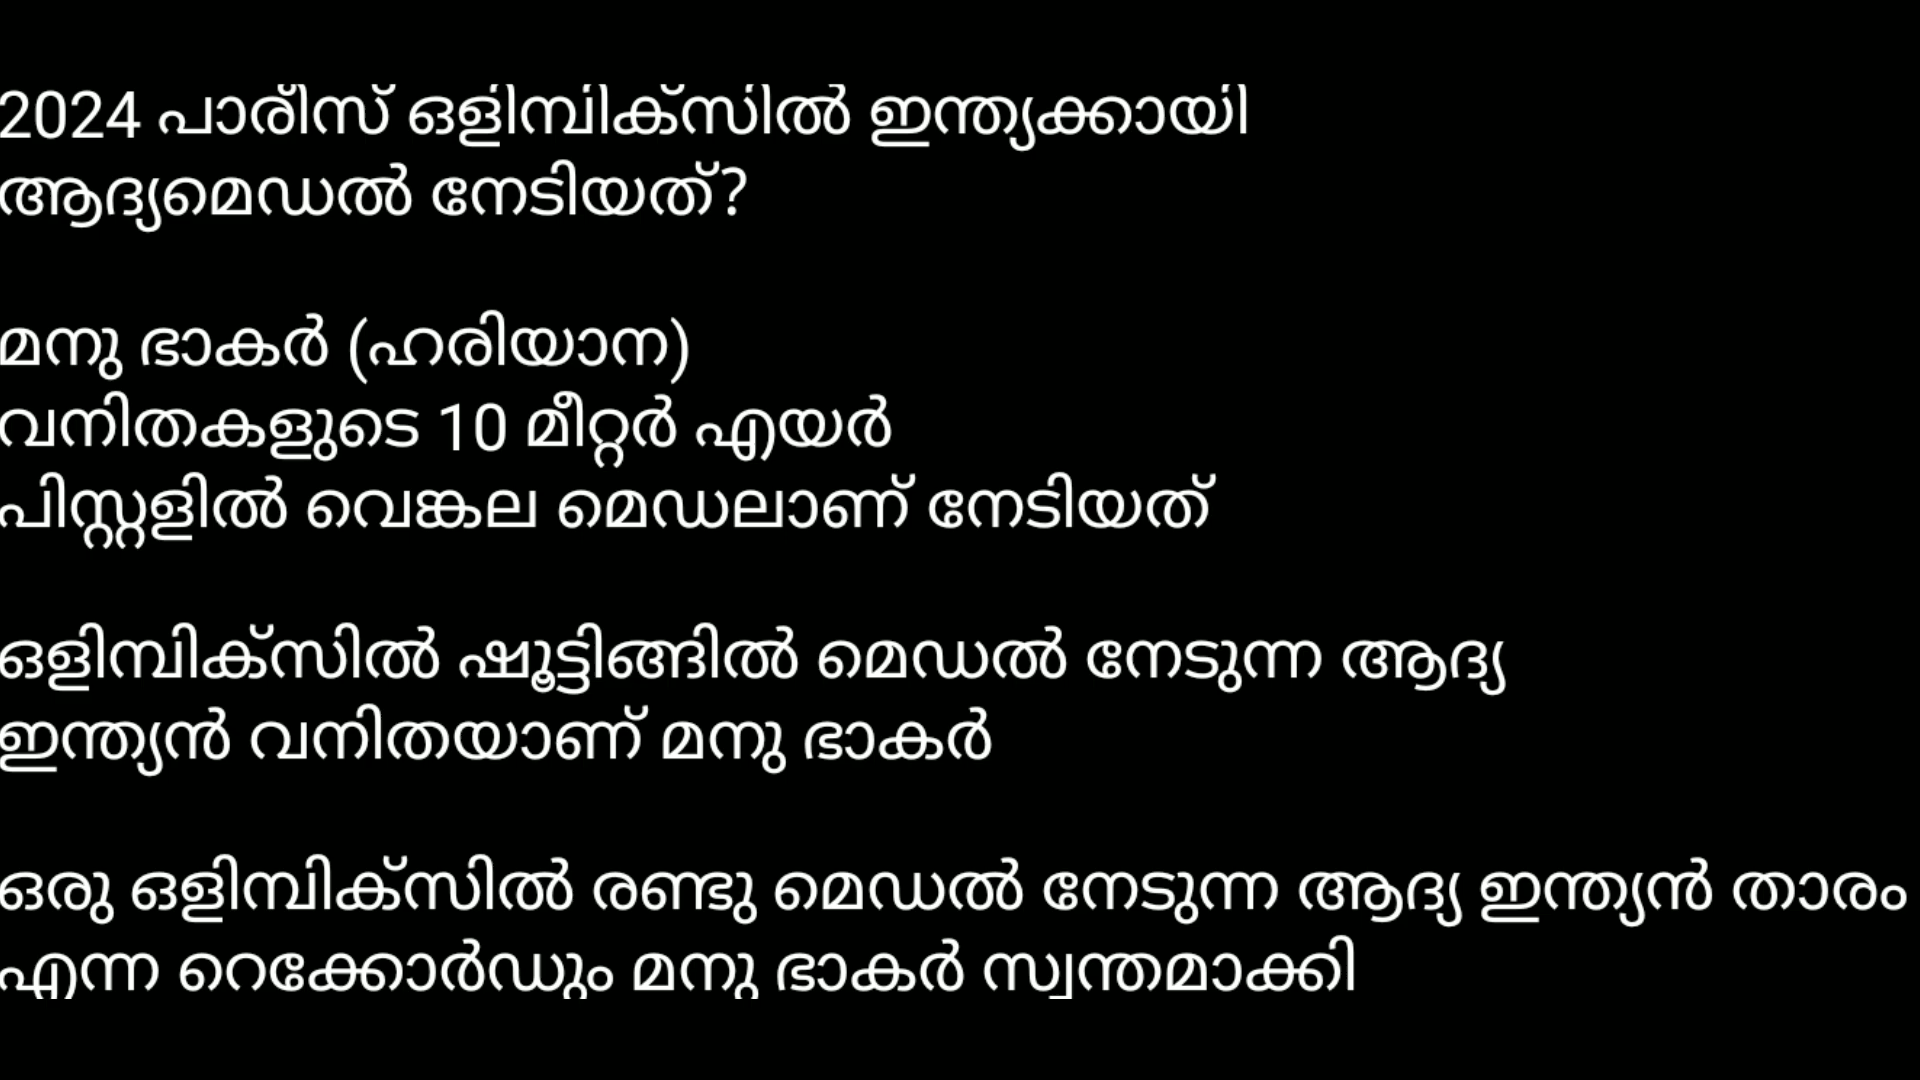 2024 പാരീസ് ഒളിമ്പിക്സിൽ ഇന്ത്യക്കായി
ആദ്യമെഡൽ നേടിയത്?
മനു ഭാകർ (ഹരിയാന)
വനിതകളുടെ 10 മീറ്റർ എയർ
പിസ്റ്റളിൽ വെങ്കല മെഡലാണ് നേടിയത്
ഒളിമ്പിക്സിൽ ഷൂട്ടിങ്ങിൽ മെഡൽ നേടുന്ന ആദ്യ
ഇന്ത്യൻ വനിതയാണ് മനു ഭാകർ
ഒരു ഒളിമ്പിക്സിൽ രണ്ടു മെഡൽ നേടുന്ന ആദ്യ ഇന്ത്യൻ താരം
എന്ന റെക്കോർഡും മനു ഭാകർ സ്വന്തമാക്കി